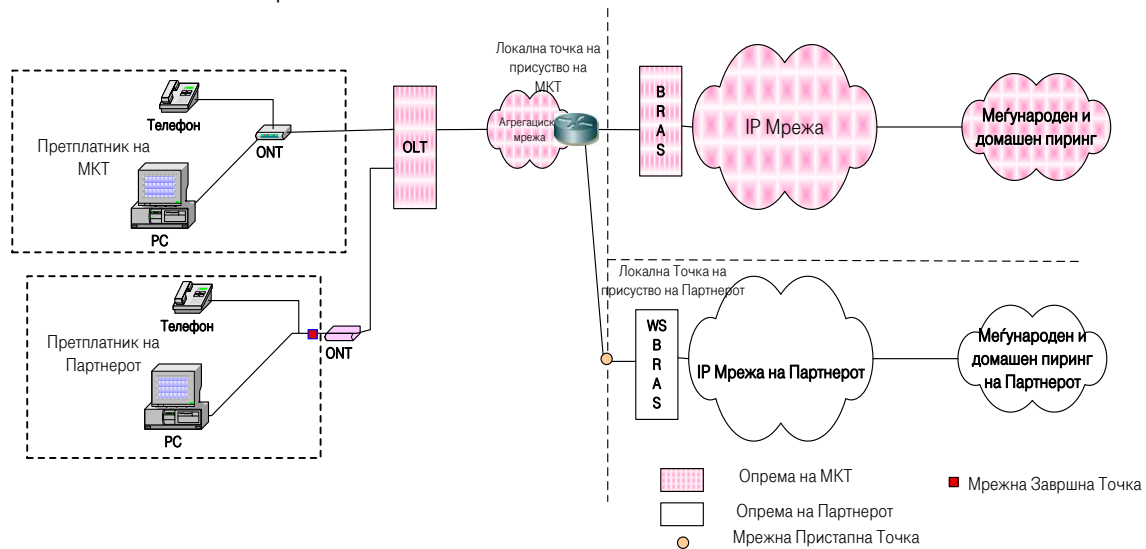 Локална точка на
присуство на
МКТ
Телефон
ONT
Претплатник на
МКТ
PC
OLT
Агрегациск
мрежа
B
R
A
S
IP Мрежа
Меѓународен и
домашен пиринг
Телефон
ONT
Претплатник на
Партнерот
PC
Локална Точка на
присуство на Партнерот
WS
B
R
A
S
IP Мрежа на Партнерот
Меѓународен и
домашен пиринг
на Партнерот
Опрема на МКТ
Мрежна Завршна Точка
Опрема на Партнерот
Мрежна Пристапна Точка